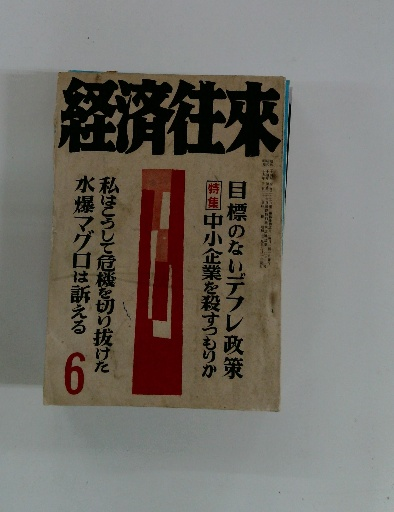 経済往來
目標のないデフレ政策
特集
中小企業を殺すつもりか
私はこうして危機を切り抜けた
水爆マグロは訴える
6